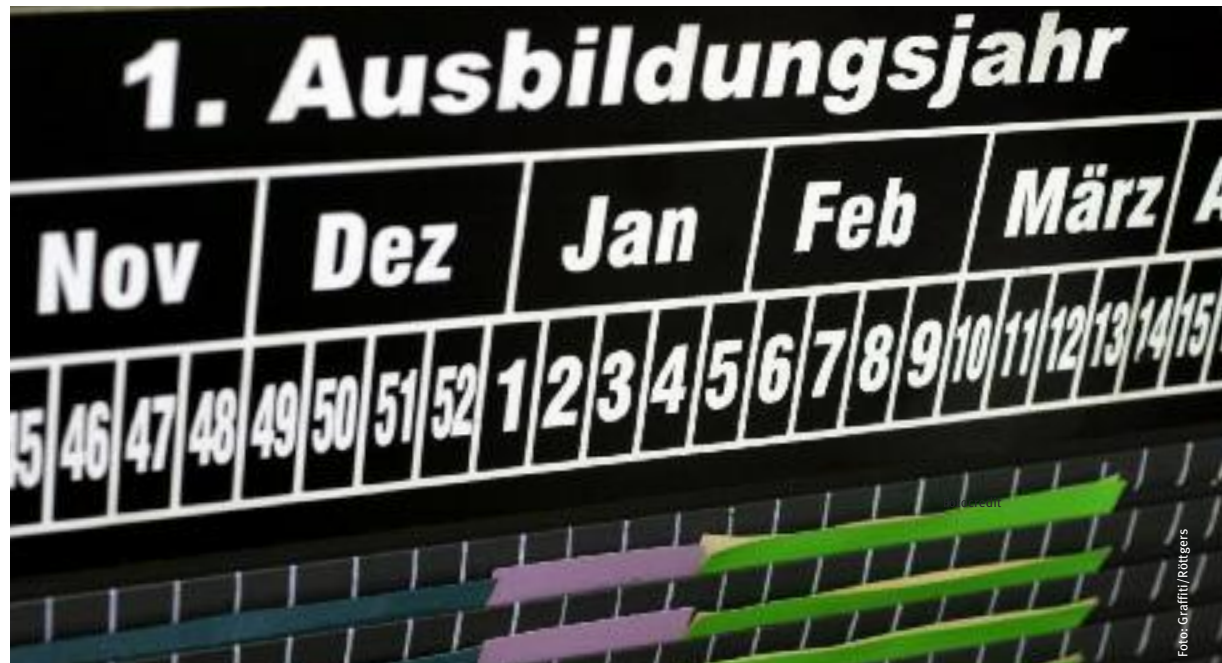 1. Ausbildungsjahr
Nov Dez Jan Feb März A
45 46 47 48 49 50 51 52 1 2 3 4 5 6 7 8 9 10 11 12 13 14 15
Foto: Graffiti/Röttgers